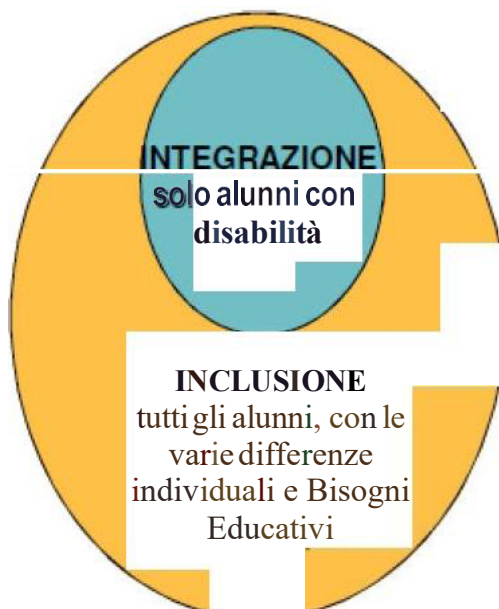 INTEGRAZIONE
solo alunni con
disabilità
INCLUSIONE
tutti gli alunni, con le
varie differenze
individuali e Bisogni
Educativi